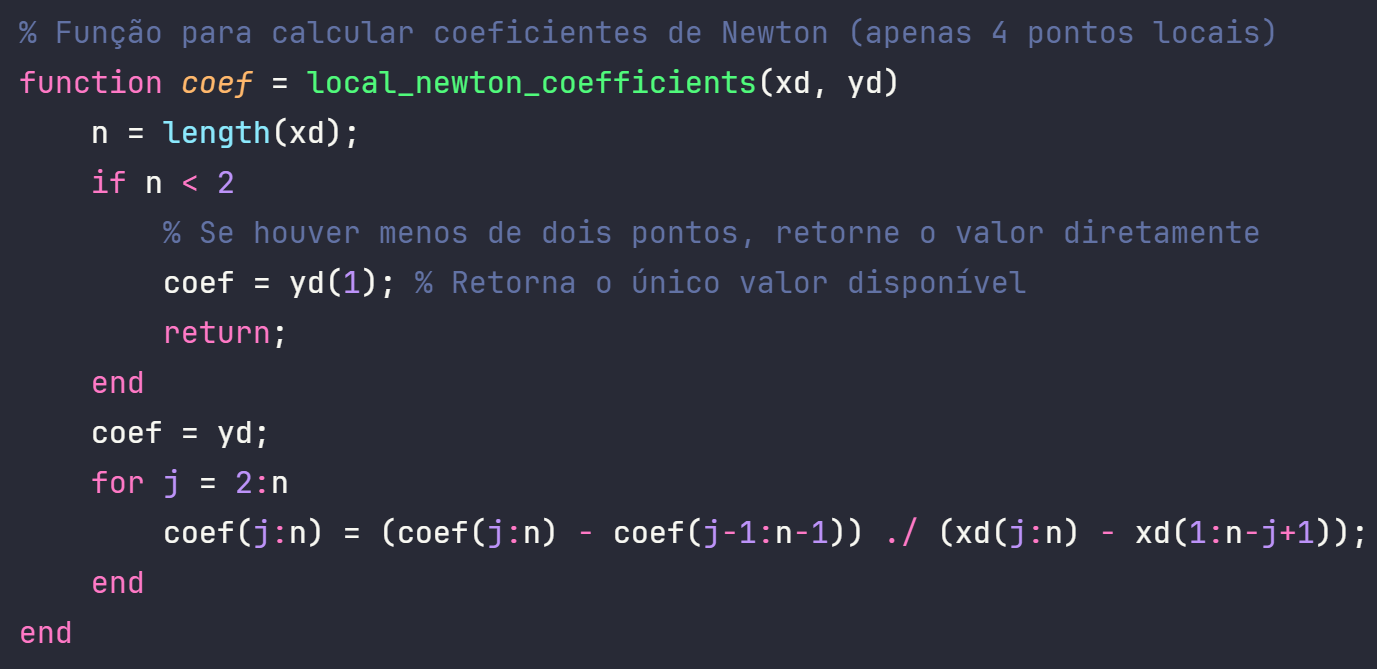 % Função para calcular coeficientes de Newton (apenas 4 pontos locais)
function coef = local_newton_coefficients(xd, yd)
    n = length(xd);
    if n < 2
        % Se houver menos de dois pontos, retorne o valor diretamente
        coef = yd(1); % Retorna o único valor disponível
        return;
    end
    coef = yd;
    for j = 2:n
        coef(j:n) = (coef(j:n) - coef(j-1:n-1)) ./ (xd(j:n) - xd(1:n-j+1));
    end
end